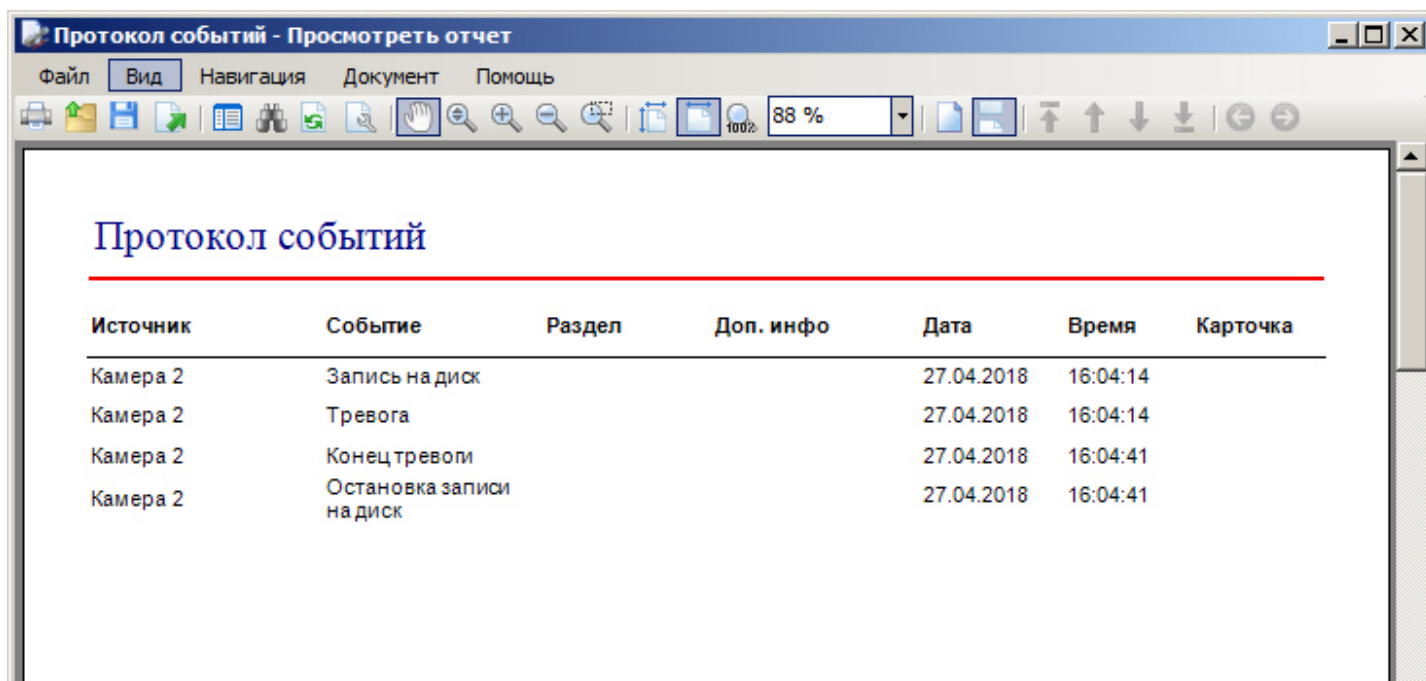 Протокол событий - Просмотреть отчет
Файл Вид Навигация Документ Помощь
100% 88 %
Протокол событий
Источник Событие Раздел Доп. инфо Дата Время Карточка
Камера 2 Запись на диск 27.04.2018 16:04:14
Камера 2 Тревога 27.04.2018 16:04:14
Камера 2 Конец тревоги 27.04.2018 16:04:41
Камера 2 Остановка записи 27.04.2018 16:04:41
на диск